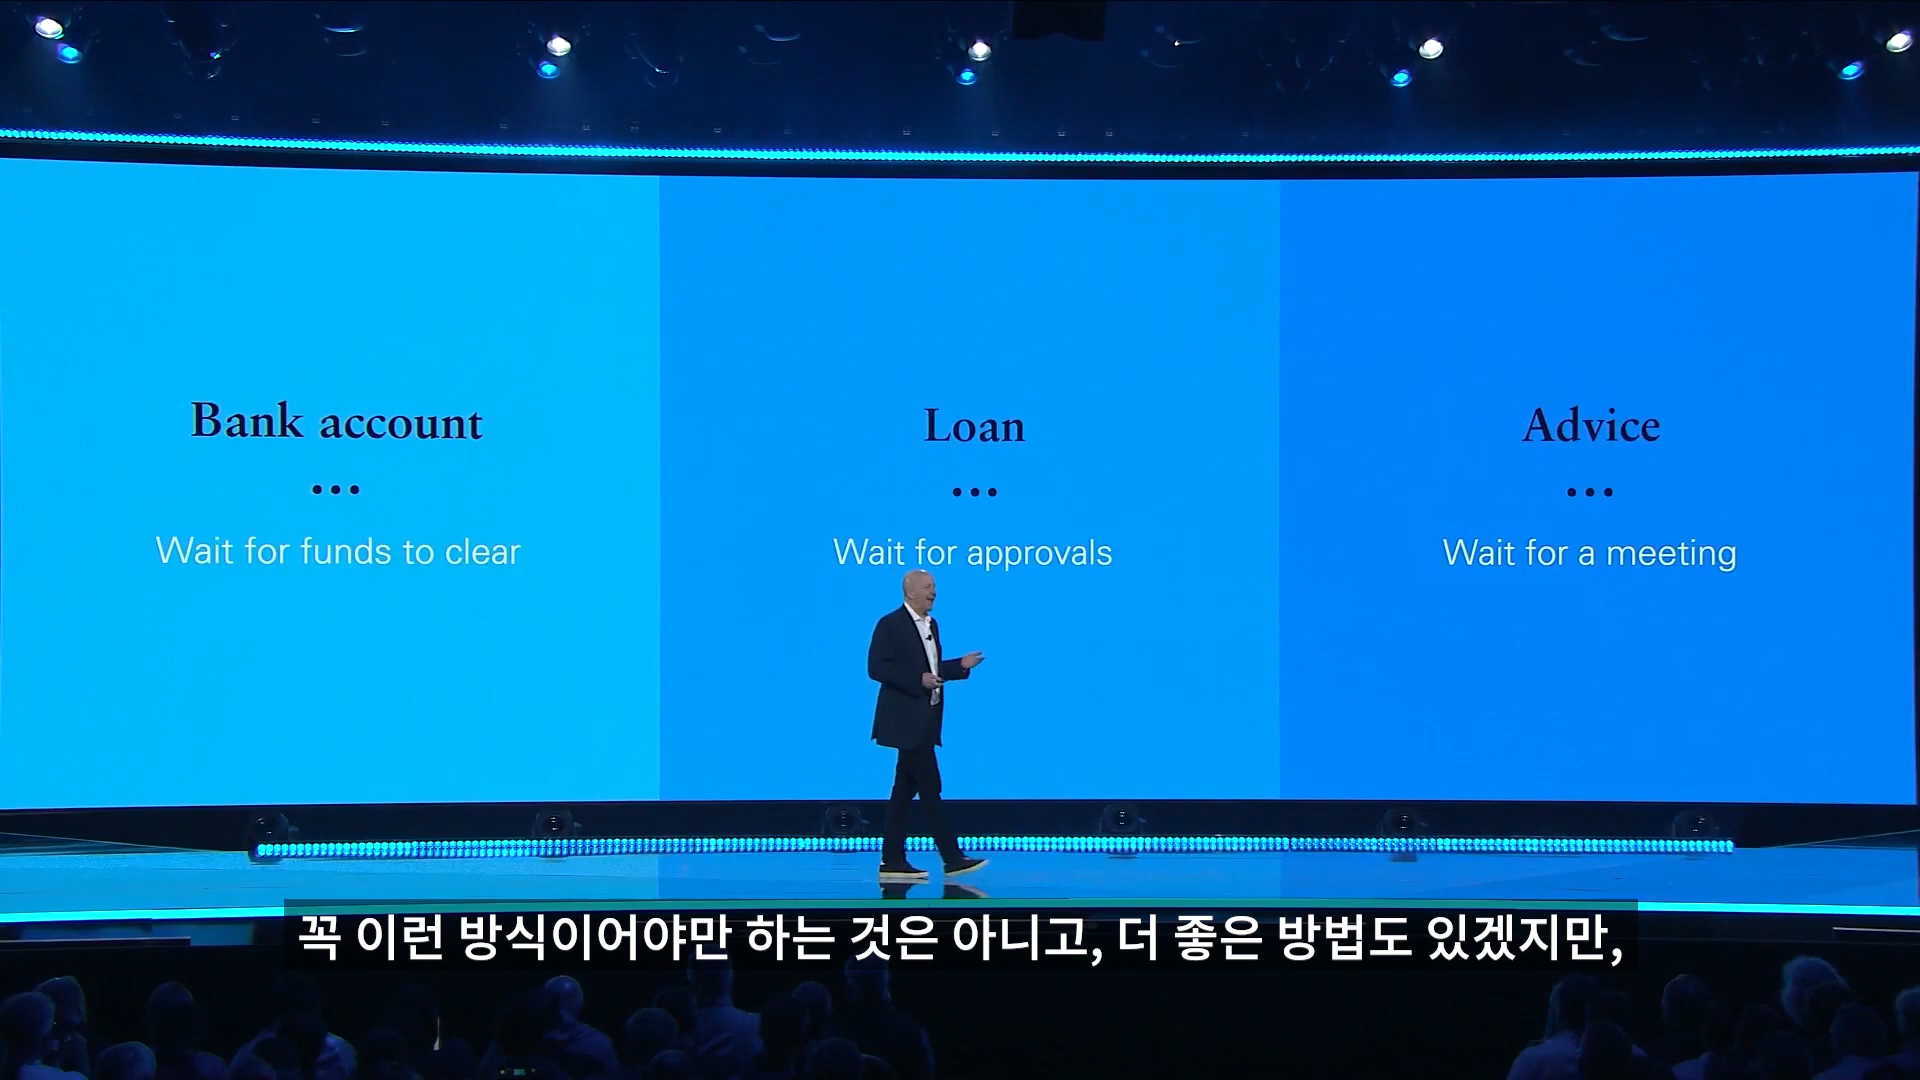 Bank account
•••
Wait for funds to clear
Loan
•••
Wait for approvals
Advice
•••
Wait for a meeting
꼭 이런 방식이어야만 하는 것은 아니고, 더 좋은 방법도 있겠지만,